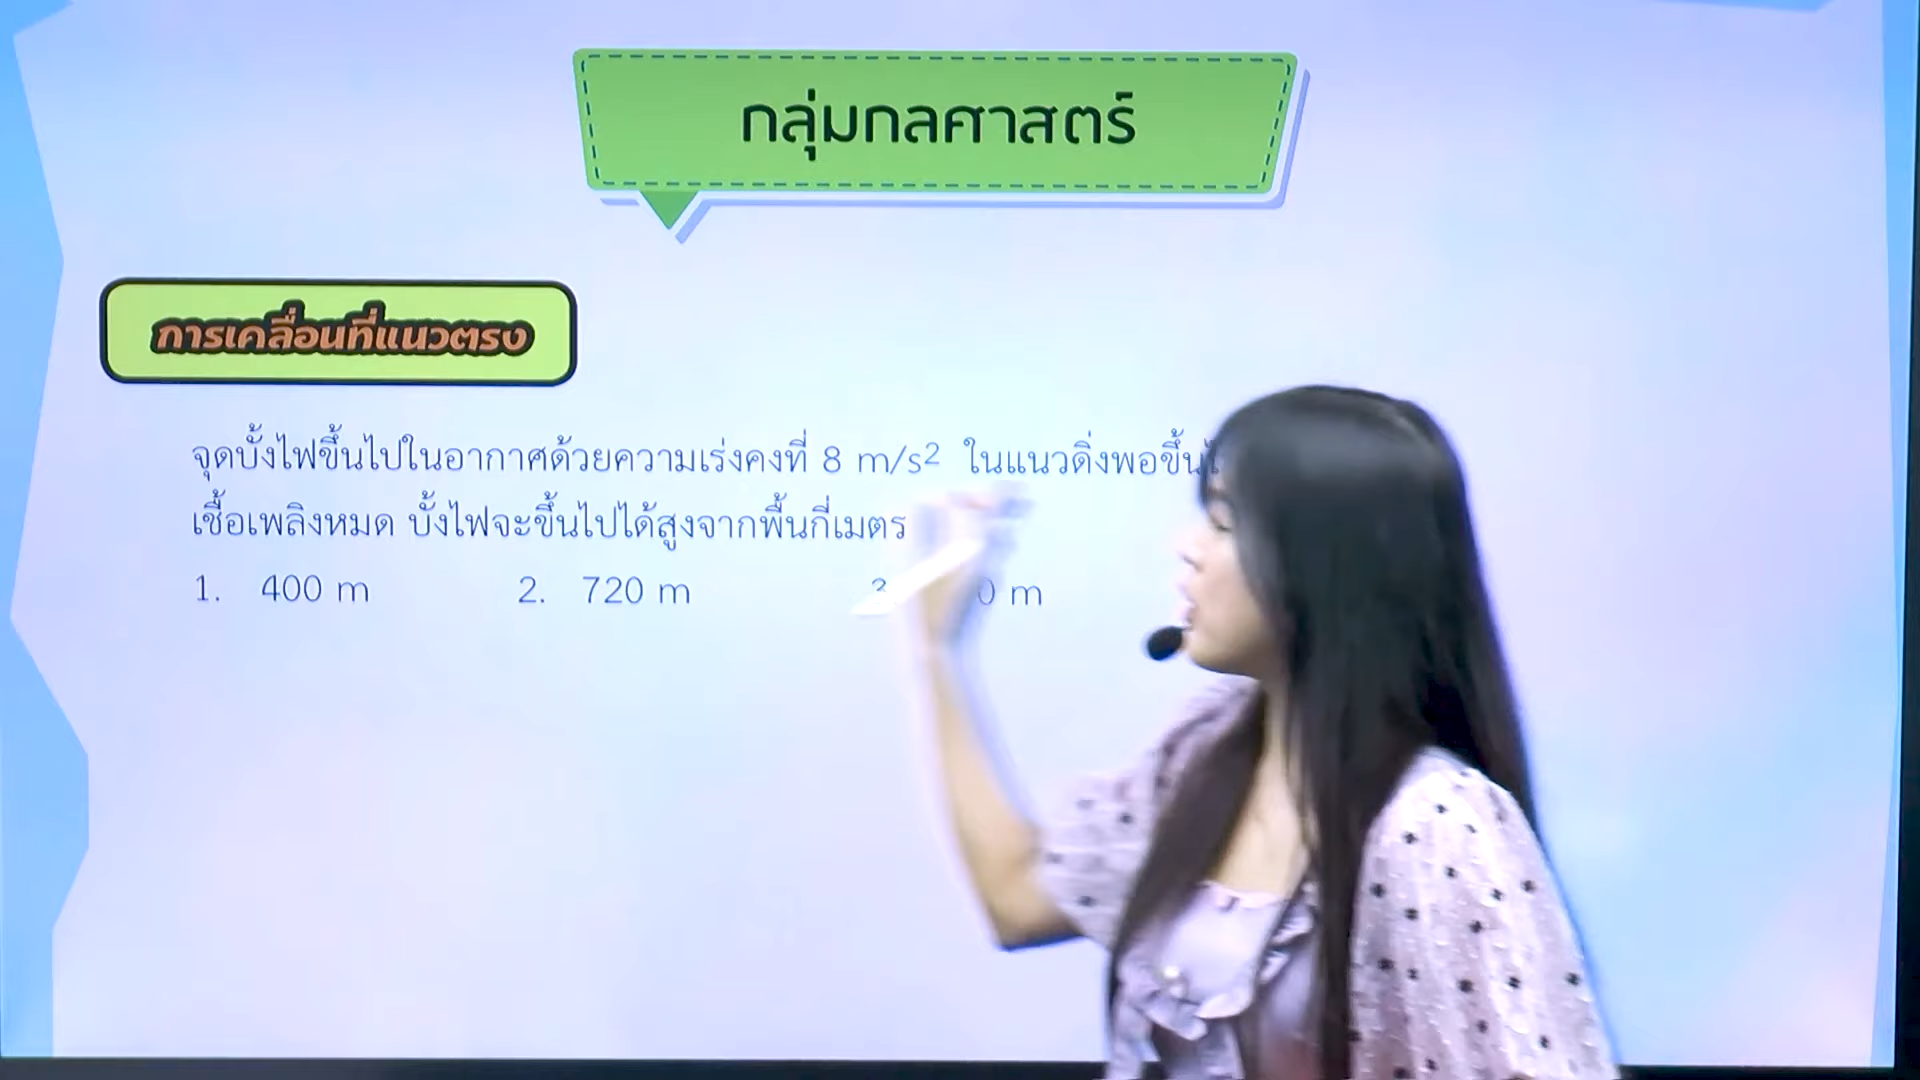 กลุ่มกลศาสตร์
การเคลื่อนที่แนวตรง
จุดบั้งไฟขึ้นไปในอากาศด้วยความเร่งคงที่ 8 m/s² ในแนวดิ่งพอขึ้น
เชื้อเพลิงหมด บั้งไฟจะขึ้นไปได้สูงจากพื้นกี่เมตร
1. 400 m 2. 720 m 3. 0 m